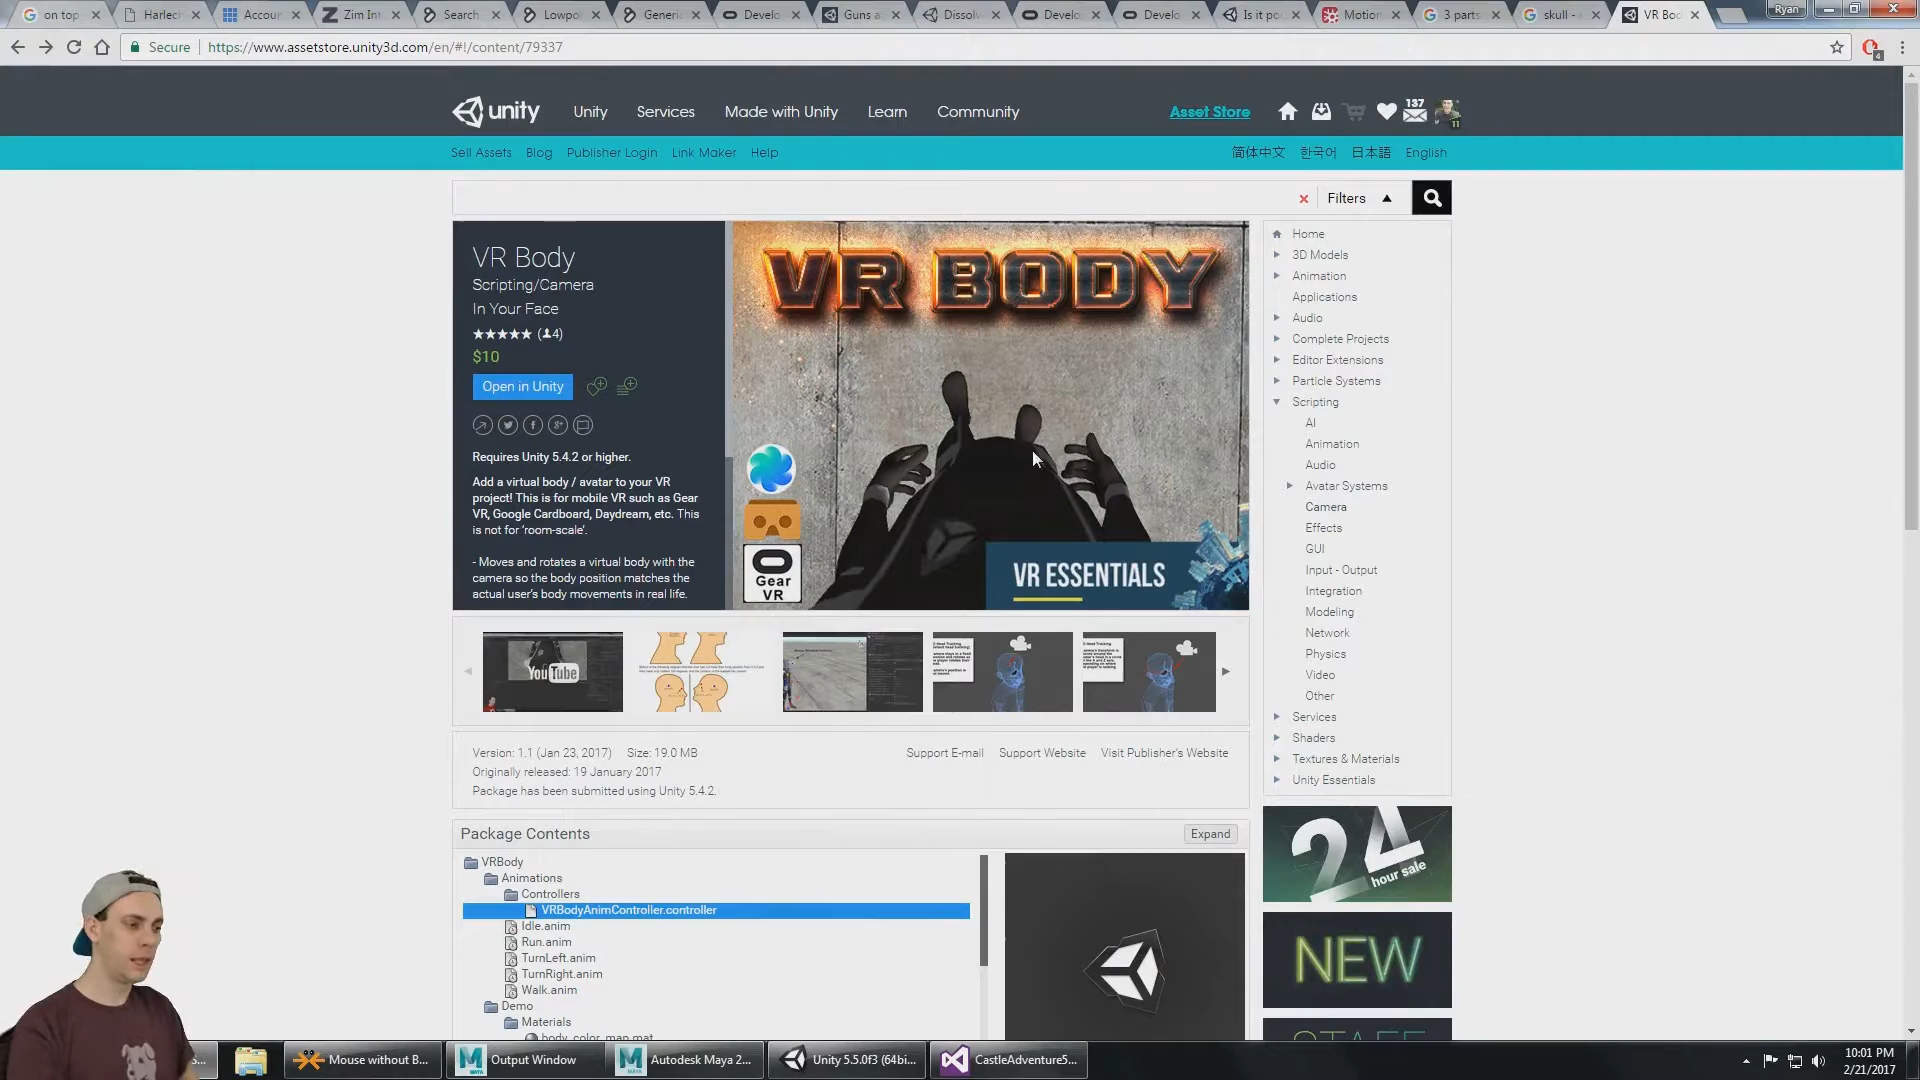 on top
Harlec
Accour
Zim Int
Search
Lowpo
Generi
Develo
Guns a
Dissolv
Develo
Develo
Is it po
Motion
3 parts
skull -
VR Boc
Ryan
Secure
https://www.assetstore.unity3d.com/en/#!/content/79337
4
unity
Unity
Services
Made with Unity
Learn
Community
Asset Store
137
11
Sell Assets
Blog
Publisher Login
Link Maker
Help
简体中文
한국어
日本語
English
Filters
VR Body
Scripting/Camera
In Your Face
★★★★★ (4)
$10
Open in Unity
Requires Unity 5.4.2 or higher.
Add a virtual body / avatar to your VR
project! This is for mobile VR such as Gear
VR, Google Cardboard, Daydream, etc. This
is not for 'room-scale'.
- Moves and rotates a virtual body with the
camera so the body position matches the
actual user's body movements in real life.
VR BODY
Gear
VR
VR ESSENTIALS
Home
3D Models
Animation
Applications
Audio
Complete Projects
Editor Extensions
Particle Systems
Scripting
AI
Animation
Audio
Avatar Systems
Camera
Effects
GUI
Input - Output
Integration
Modeling
Network
Physics
Video
Other
Services
Shaders
Textures & Materials
Unity Essentials
YouTube
Version: 1.1 (Jan 23, 2017)
Size: 19.0 MB
Support E-mail
Support Website
Visit Publisher's Website
Originally released: 19 January 2017
Package has been submitted using Unity 5.4.2.
Package Contents
Expand
VRBody
Animations
Controllers
VRBodyAnimController.controller
Idle.anim
Run.anim
TurnLeft.anim
TurnRight.anim
Walk.anim
Demo
Materials
body_color_map.mat
24
hour sale
NEW
STAFF
s...
Mouse without B...
Output Window
Autodesk Maya 2...
Unity 5.5.0f3 (64bi...
CastleAdventure5...
10:01 PM
2/21/2017